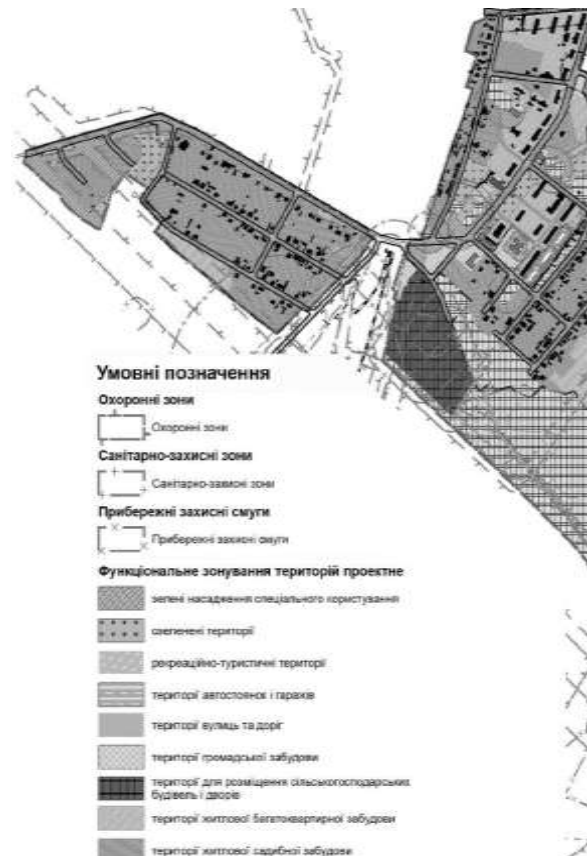 Умовні позначення
Охоронні зони
Охоронні зони
Санітарно-захисні зони
Санітарно-захисні зони
Прибережні захисні смуги
Прибережні захисні смуги
Функціональне зонування територій проектне
зелені насадження спеціального користування
озеленені території
рекреаційно-туристичні території
території автостоянок і гаражів
території вулиць та доріг
території громадської забудови
території для розміщення сільськогосподарських
будівель і дворів
території житлової багатоквартирної забудови
території житлової садибної забудови